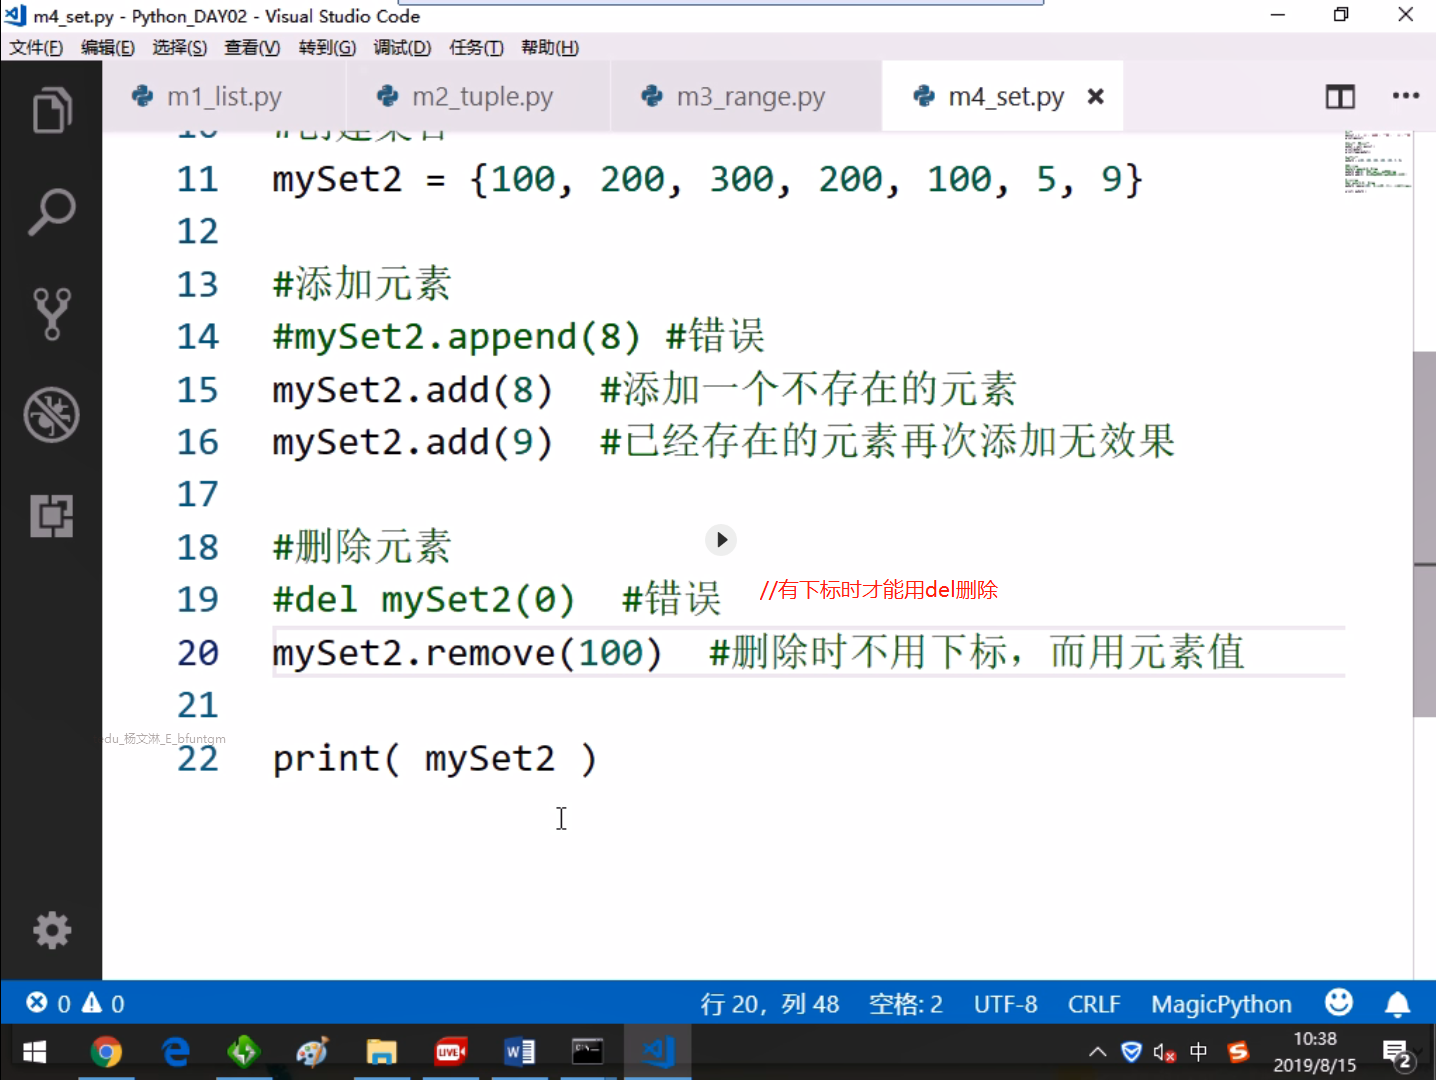 m4_set.py - Python_DAY02 - Visual Studio Code
文件(F) 编辑(E) 选择(S) 查看(V) 转到(G) 调试(D) 任务(T) 帮助(H)
m1_list.py m2_tuple.py m3_range.py m4_set.py
10 #创建集合
11 mySet2 = {100, 200, 300, 200, 100, 5, 9}
12
13 #添加元素
14 #mySet2.append(8) #错误
15 mySet2.add(8) #添加一个不存在的元素
16 mySet2.add(9) #已经存在的元素再次添加无效果
17
18 #删除元素
19 #del mySet2(0) #错误 //有下标时才能用del删除
20 mySet2.remove(100) #删除时不用下标，而用元素值
21
edu_杨文淋_E_bfuntqm
22 print( mySet2 )
0 0 行 20，列 48 空格: 2 UTF-8 CRLF MagicPython
LIVE 中 10:38
2019/8/15 2